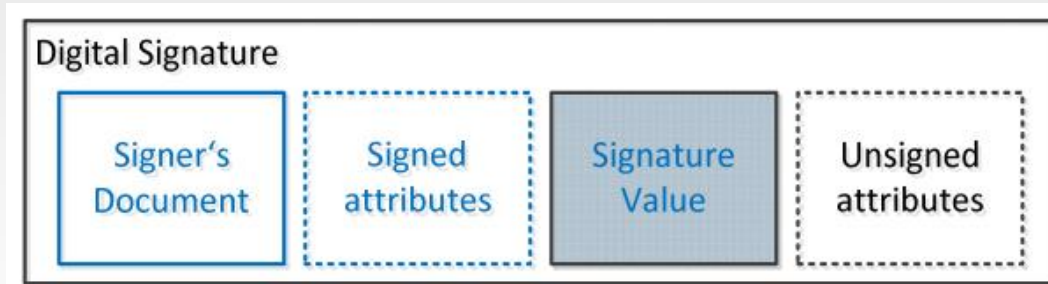 Digital Signature
Signer‘s
Document
Signed
attributes
Signature
Value
Unsigned
attributes